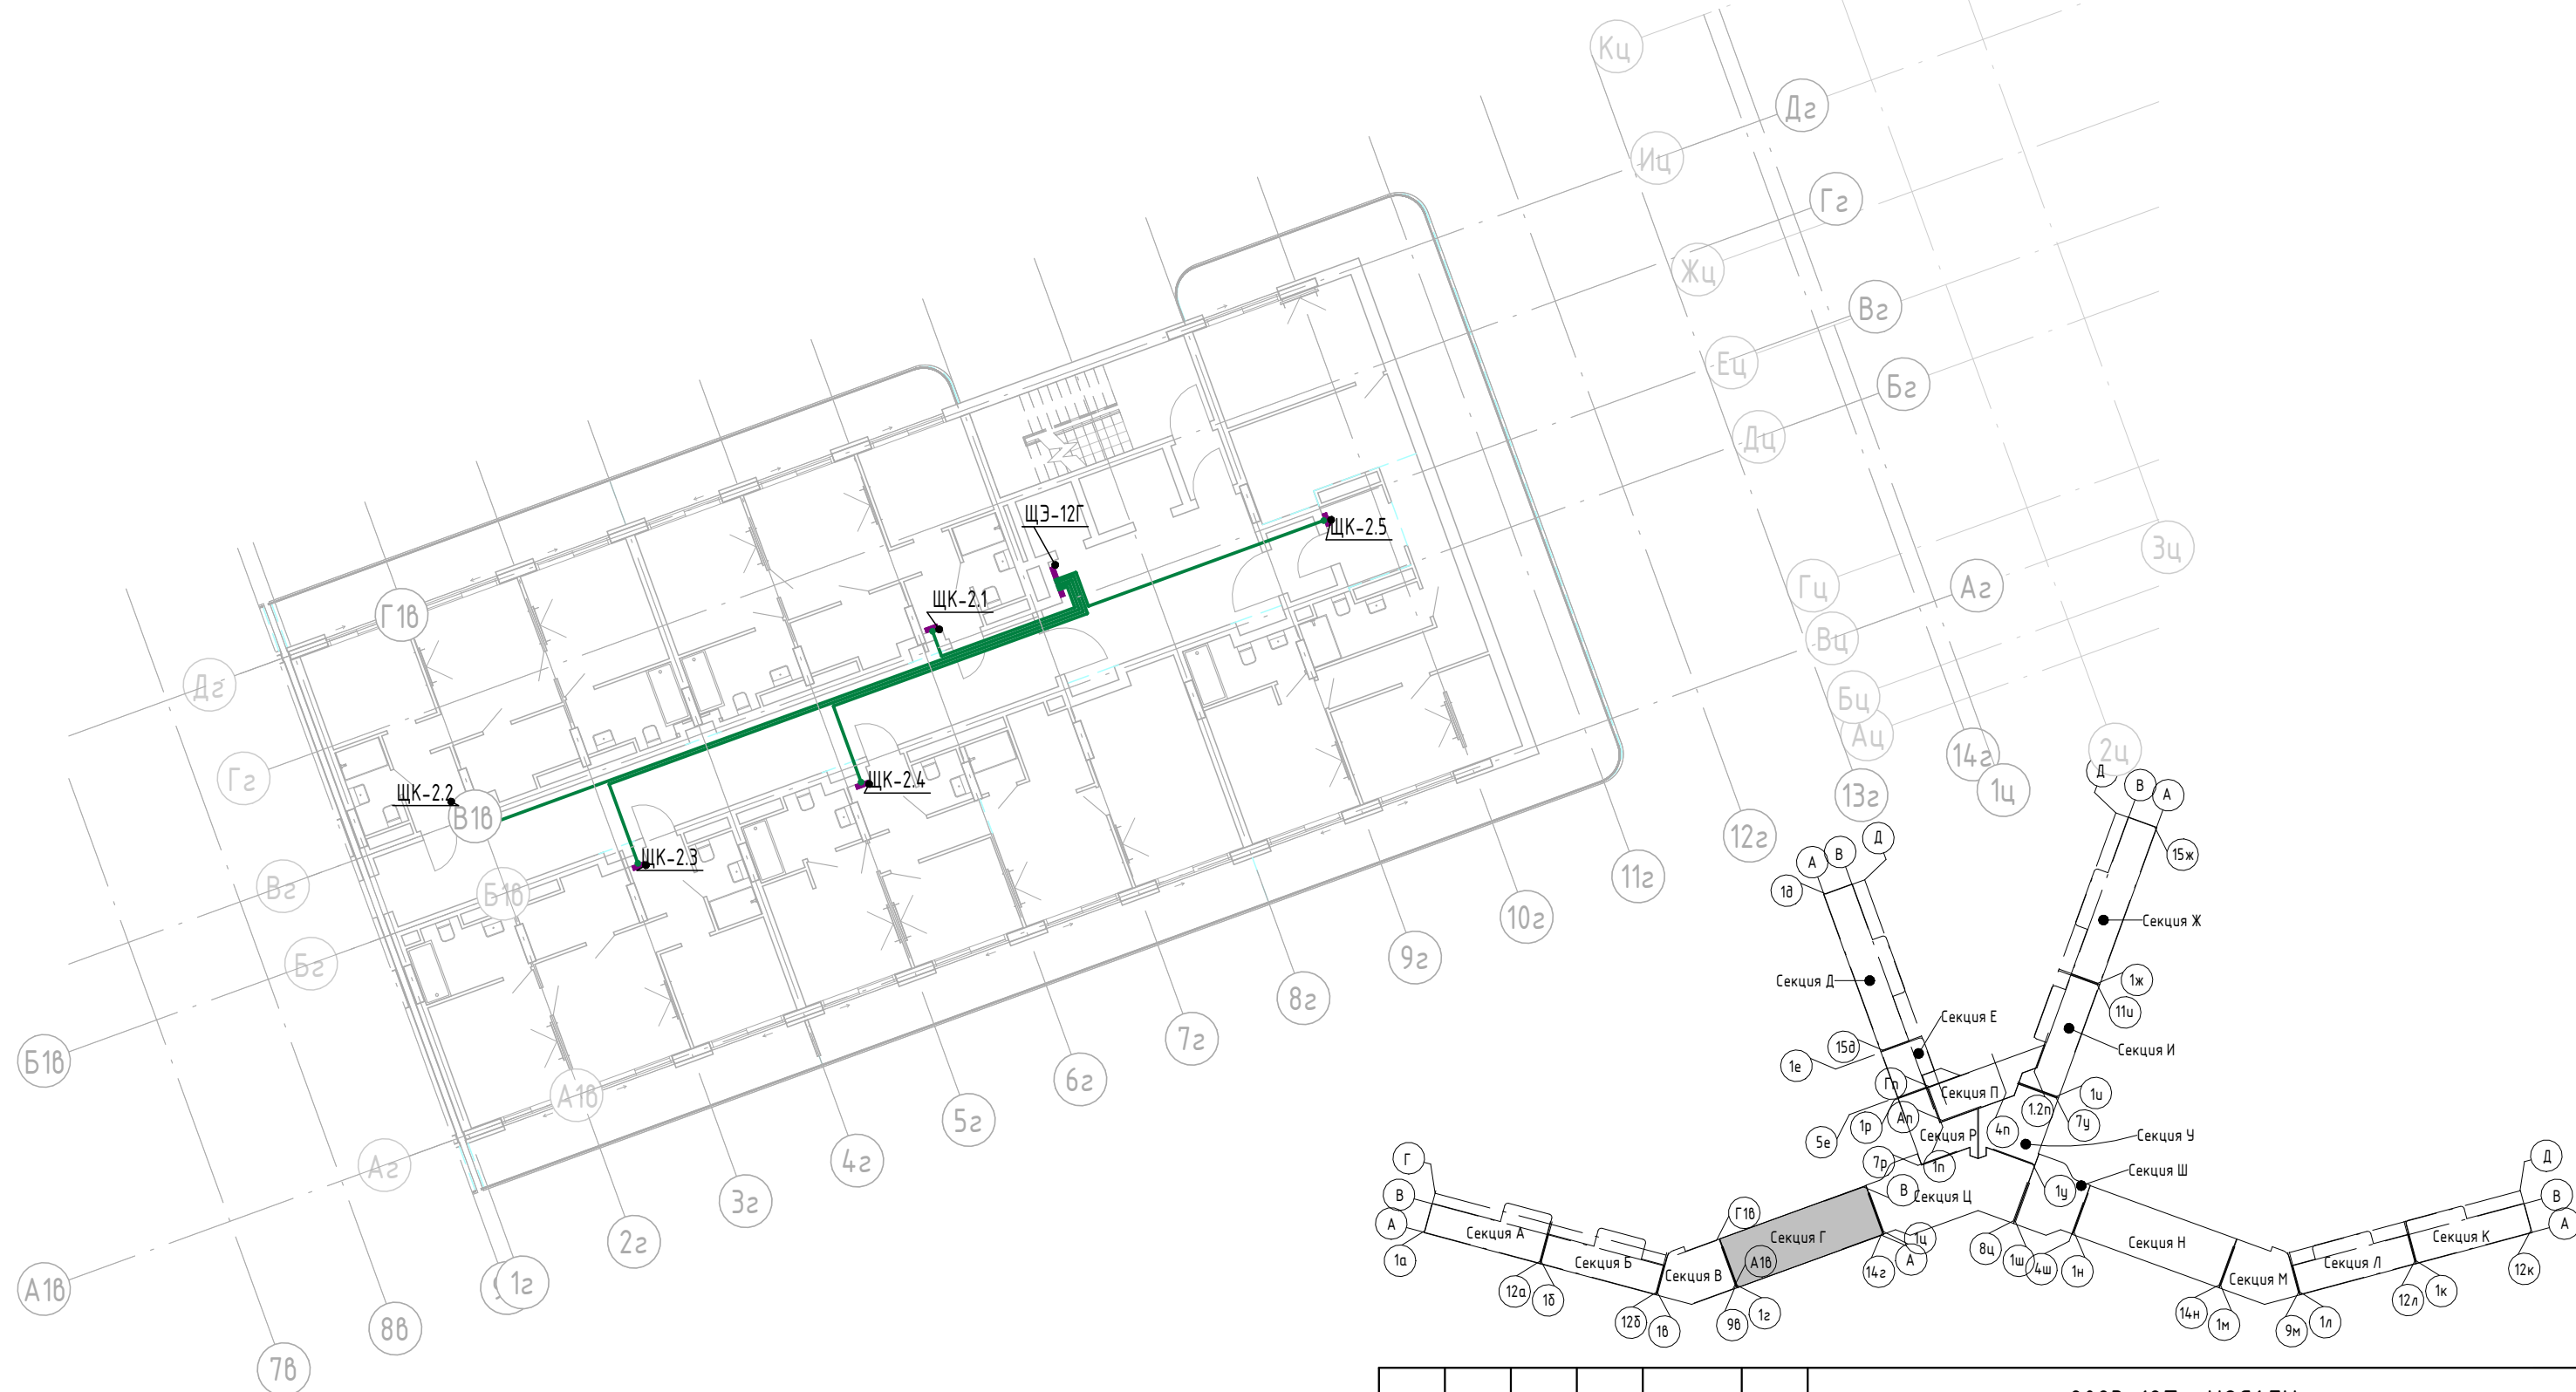 Кц
Дг
Иц
Гг
Жц
Вг
Ец
Бг
Дц
ЩЭ-12Г
ЩК-2.5
3ц
Гц
Аг
ЩК-2.1
Г1в
Вц
Дг
Бц
Ац
14г
2ц
Гг
ЩК-2.4
ЩК-2.2
В1в
13г
1ц
12г
ЩК-2.3
Вг
Б1в
11г
Бг
10г
9г
8г
Б1в
7г
6г
А1в
5г
Аг
4г
3г
2г
1г
А1в
8в
7в
Д
В
А
Д
В
А
15ж
1д
Секция Ж
Секция Д
1ж
11и
Секция Е
15д
Секция И
1е
Гп
Секция П
1и
1.2п
Ап
7у
1р
4п
5е
Секция Р
Секция У
7р
1п
Секция Ш
Г
Д
В
Секция Ц
1у
В
А
В
А
Г1в
Секция А
Секция Г
1ц
Секция К
А
8ц
Секция Н
1а
Секция Б
А1в
1ш
4ш
1н
Секция Л
Секция В
14г
Секция М
12к
12а
1б
12л
1к
1г
14н
12б
1в
9в
1м
9м
1л